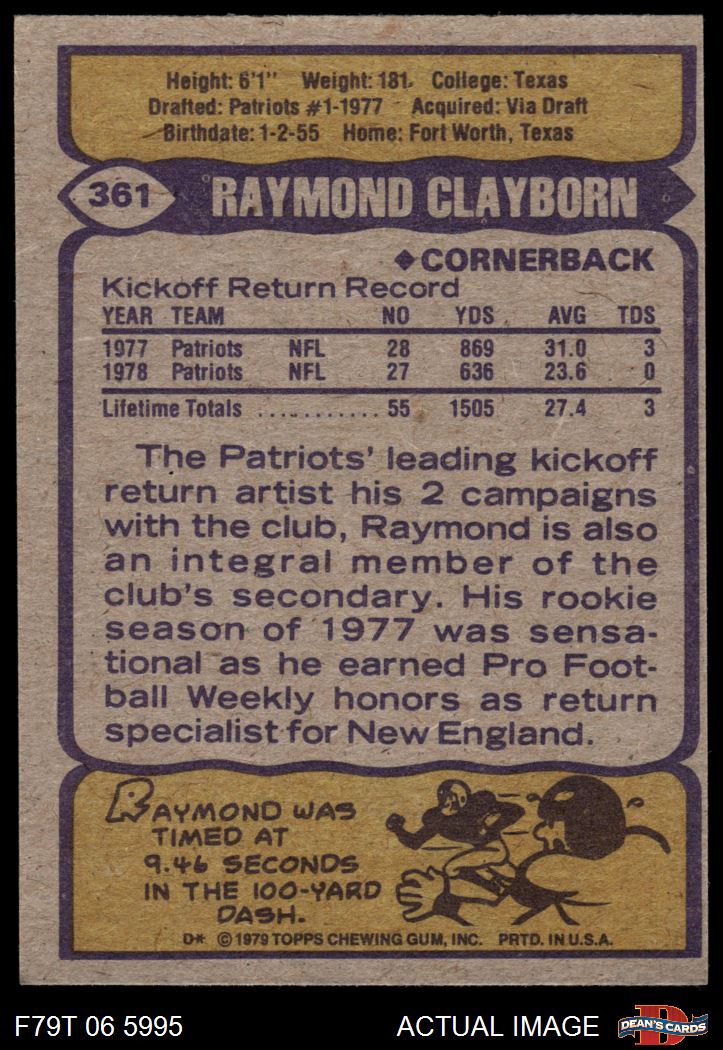 Height: 6'1" Weight: 181 College: Texas
Drafted: Patriots #1-1977 Acquired: Via Draft
Birthdate: 1-2-55 Home: Fort Worth, Texas
361 RAYMOND CLAYBORN
◆CORNERBACK
Kickoff Return Record
YEAR TEAM NO YDS. AVG TDS
1977 Patriots NFL 28 869 31.0 3
1978 Patriots NFL 27 636 23.6 0
Lifetime Totals ............ 55 1505 27.4 3
The Patriots' leading kickoff
return artist his 2 campaigns
with the club, Raymond is also
an integral member of the
club's secondary. His rookie
season of 1977 was sensa-
tional as he earned Pro Foot-
ball Weekly honors as return
specialist for New England.
RAYMOND WAS
TIMED AT
9.46 SECONDS
IN THE 100-YARD
DASH.
D* © 1979 TOPPS CHEWING GUM, INC. PRTD. IN U.S.A.
F79T 06 5995 ACTUAL IMAGE DEAN'S CARDS